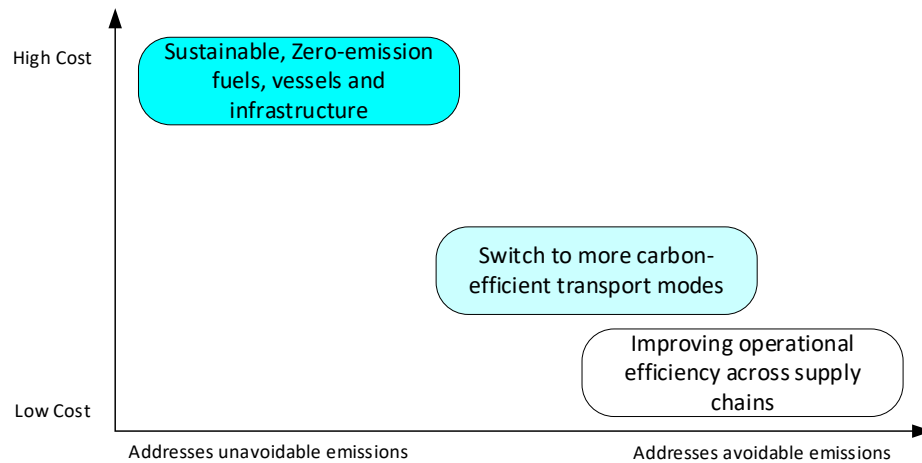 High Cost
Sustainable, Zero-emission
fuels, vessels and
infrastructure
Switch to more carbon-
efficient transport modes
Improving operational
efficiency across supply
chains
Low Cost
Addresses unavoidable emissions
Addresses avoidable emissions